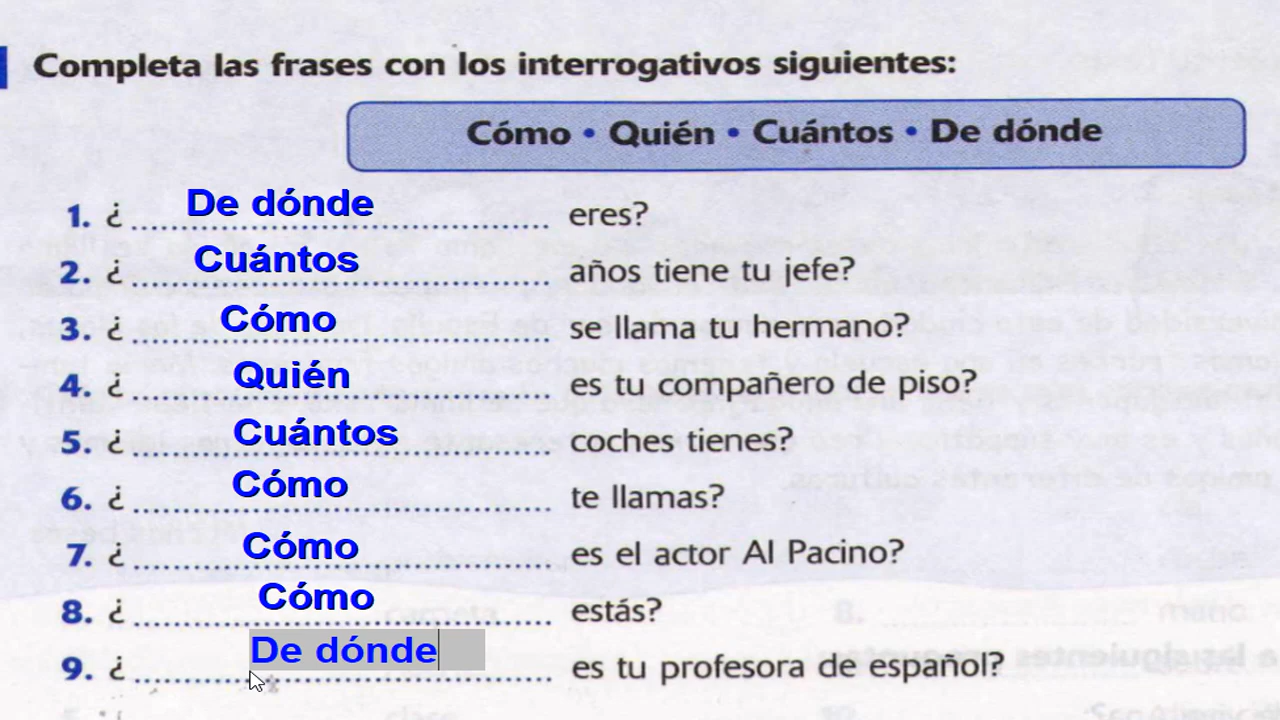 Completa las frases con los interrogativos siguientes:
Cómo • Quién • Cuántos • De dónde
1. ¿ De dónde eres?
2. ¿ Cuántos años tiene tu jefe?
3. ¿ Cómo se llama tu hermano?
4. ¿ Quién es tu compañero de piso?
5 ¿ Cuántos coches tienes?
6. ¿ Cómo te llamas?
7. ¿ Cómo es el actor Al Pacino?
8. ¿ Cómo estás?
9. ¿ De dónde es tu profesora de español?